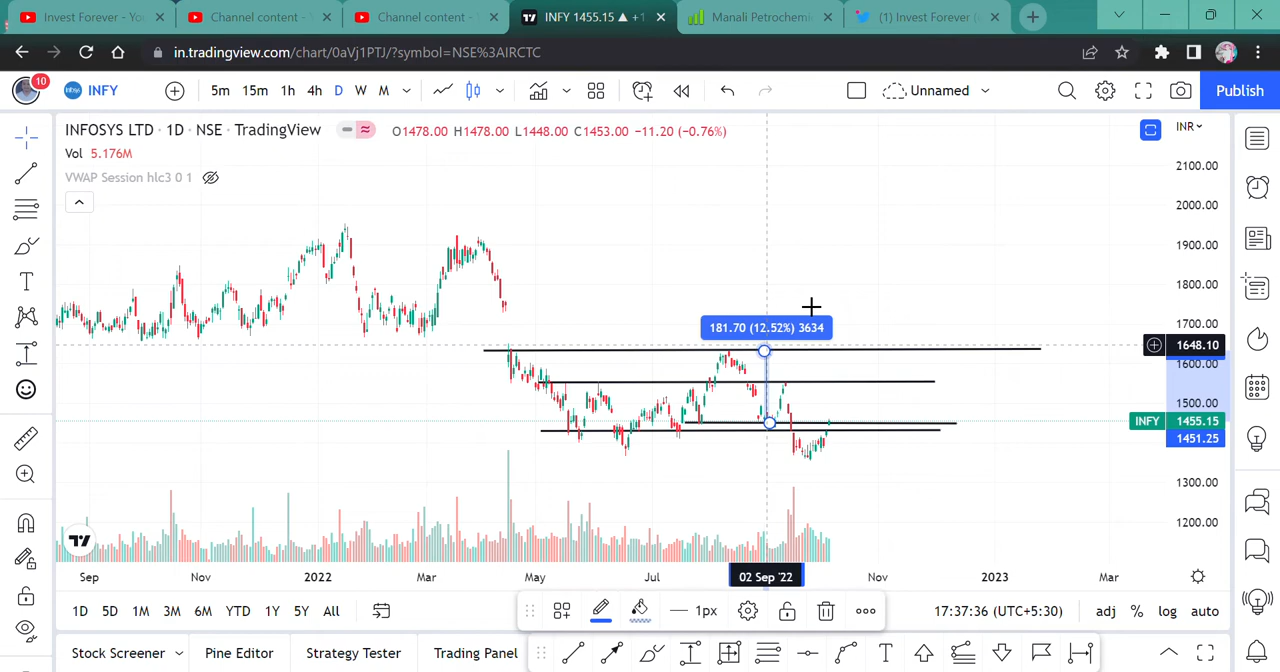 Invest Forever - Yo
Channel content -
Channel content -
INFY 1455.15 ▲ +1
Manali Petrochemi
(1) Invest Forever (
in.tradingview.com/chart/0aVj1PTJ/?symbol=NSE%3AIRCTC
10
INFY
5m 15m 1h 4h D W M
Unnamed
Publish
INFOSYS LTD · 1D · NSE · TradingView
O1478.00 H1478.00 L1448.00 C1453.00 −11.20 (−0.76%)
INR
Vol 5.176M
VWAP Session hlc3 0 1
2100.00
2000.00
1900.00
1800.00
1700.00
181.70 (12.52%) 3634
1648.10
1600.00
1500.00
INFY 1455.15
1451.25
1300.00
1200.00
Sep Nov 2022 Mar May Jul 02 Sep '22 Nov 2023 Mar
1D 5D 1M 3M 6M YTD 1Y 5Y All
1px
17:37:36 (UTC+5:30)
adj % log auto
Stock Screener
Pine Editor
Strategy Tester
Trading Panel
T